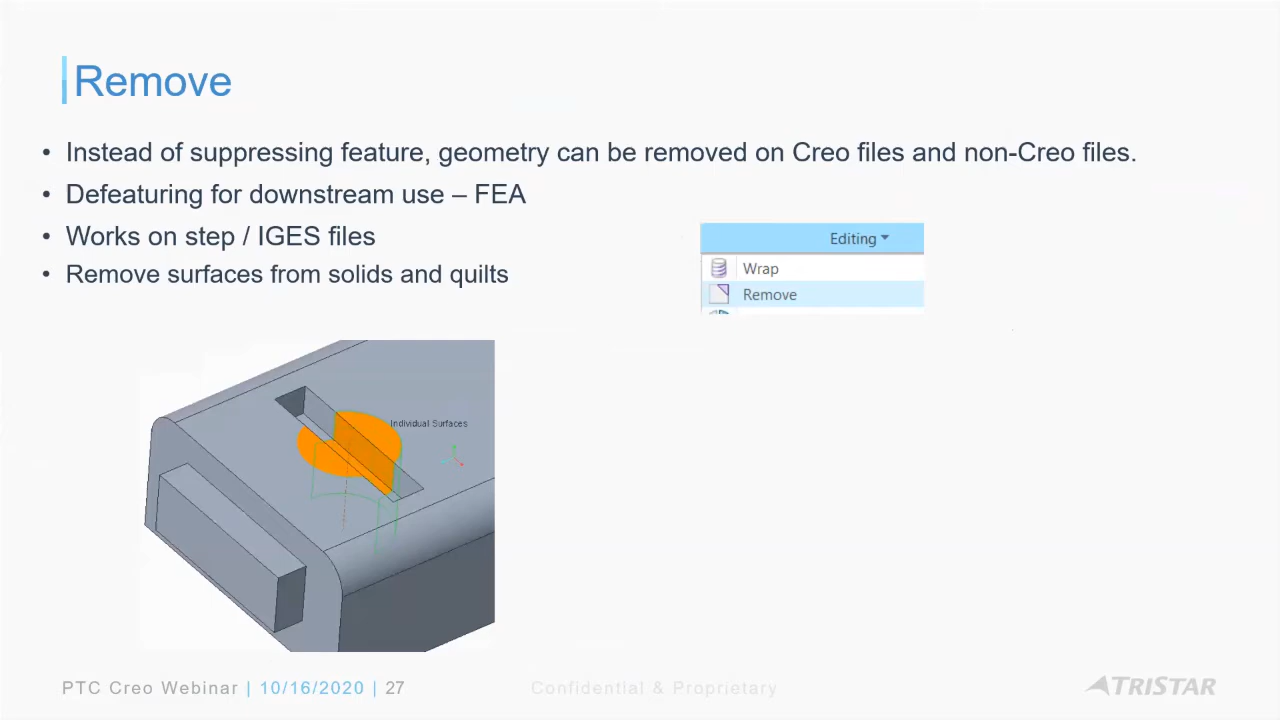 Remove
• Instead of suppressing feature, geometry can be removed on Creo files and non-Creo files.
• Defeaturing for downstream use – FEA
• Works on step / IGES files
• Remove surfaces from solids and quilts
Editing
Wrap
Remove
Individual Surfaces
PTC Creo Webinar | 10/16/2020 | 27
Confidential & Proprietary
TRISTAR